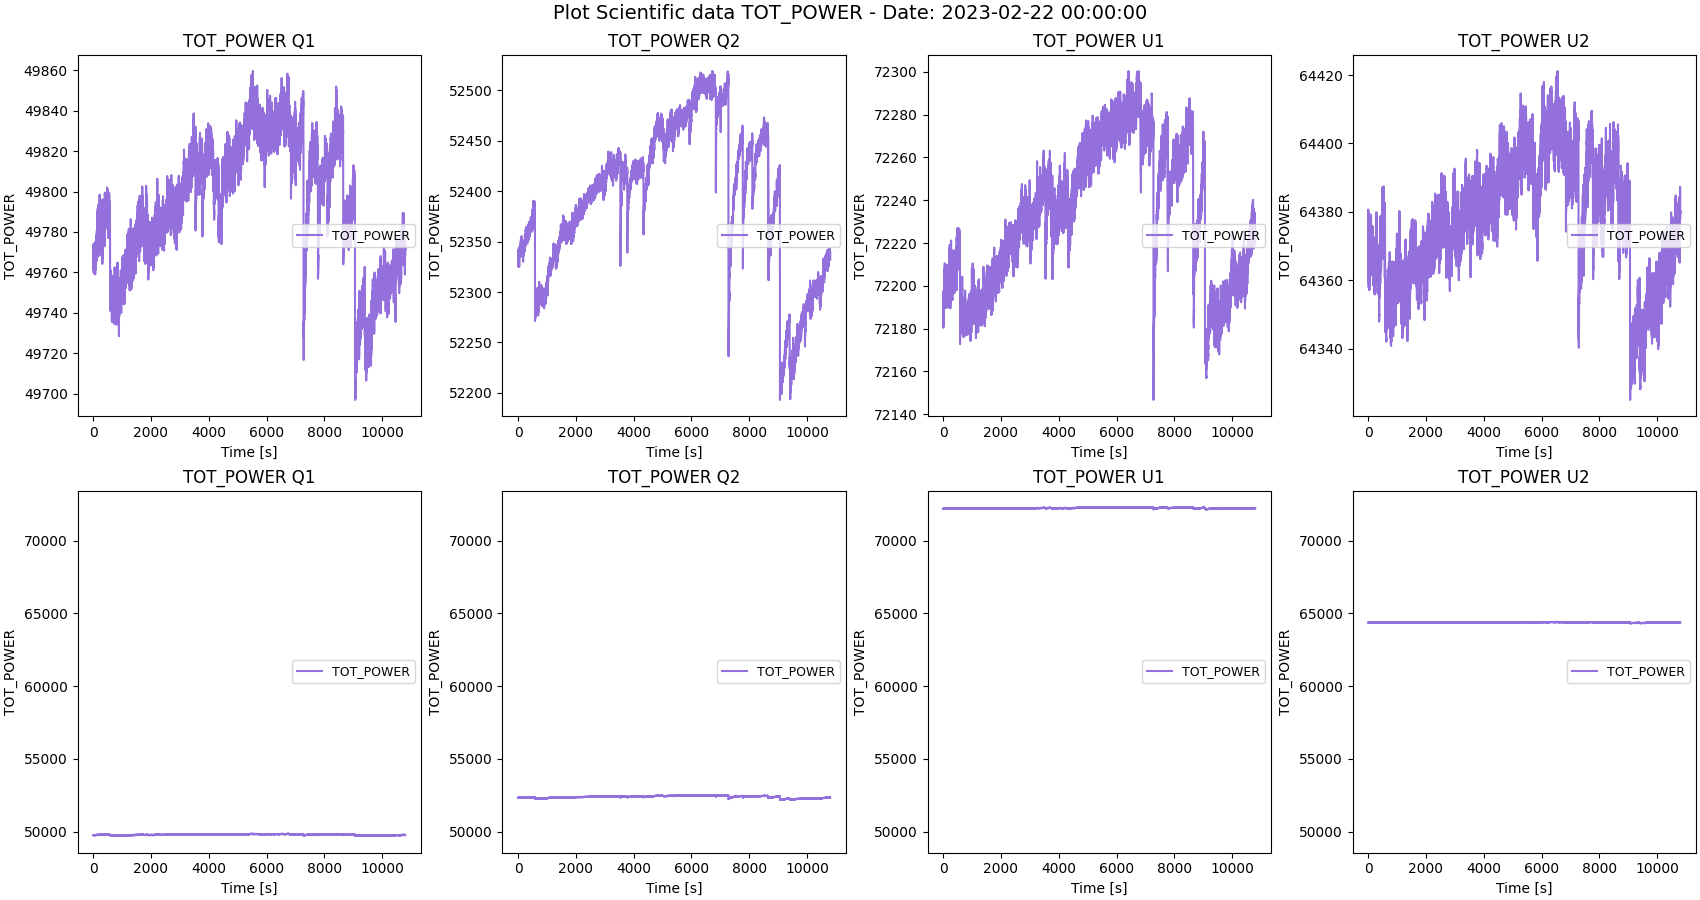 Plot Scientific data TOT_POWER - Date: 2023-02-22 00:00:00
TOT_POWER Q1
TOT_POWER
49860
49840
49820
49800
49780
49760
49740
49720
49700
TOT_POWER
0 2000 4000 6000 8000 10000
Time [s]
TOT_POWER Q2
TOT_POWER
52500
52450
52400
52350
52300
52250
52200
TOT_POWER
0 2000 4000 6000 8000 10000
Time [s]
TOT_POWER U1
TOT_POWER
72300
72280
72260
72240
72220
72200
72180
72160
72140
TOT_POWER
0 2000 4000 6000 8000 10000
Time [s]
TOT_POWER U2
TOT_POWER
64420
64400
64380
64360
64340
TOT_POWER
0 2000 4000 6000 8000 10000
Time [s]
TOT_POWER Q1
TOT_POWER
70000
65000
60000
55000
50000
TOT_POWER
0 2000 4000 6000 8000 10000
Time [s]
TOT_POWER Q2
TOT_POWER
70000
65000
60000
55000
50000
TOT_POWER
0 2000 4000 6000 8000 10000
Time [s]
TOT_POWER U1
TOT_POWER
70000
65000
60000
55000
50000
TOT_POWER
0 2000 4000 6000 8000 10000
Time [s]
TOT_POWER U2
TOT_POWER
70000
65000
60000
55000
50000
TOT_POWER
0 2000 4000 6000 8000 10000
Time [s]